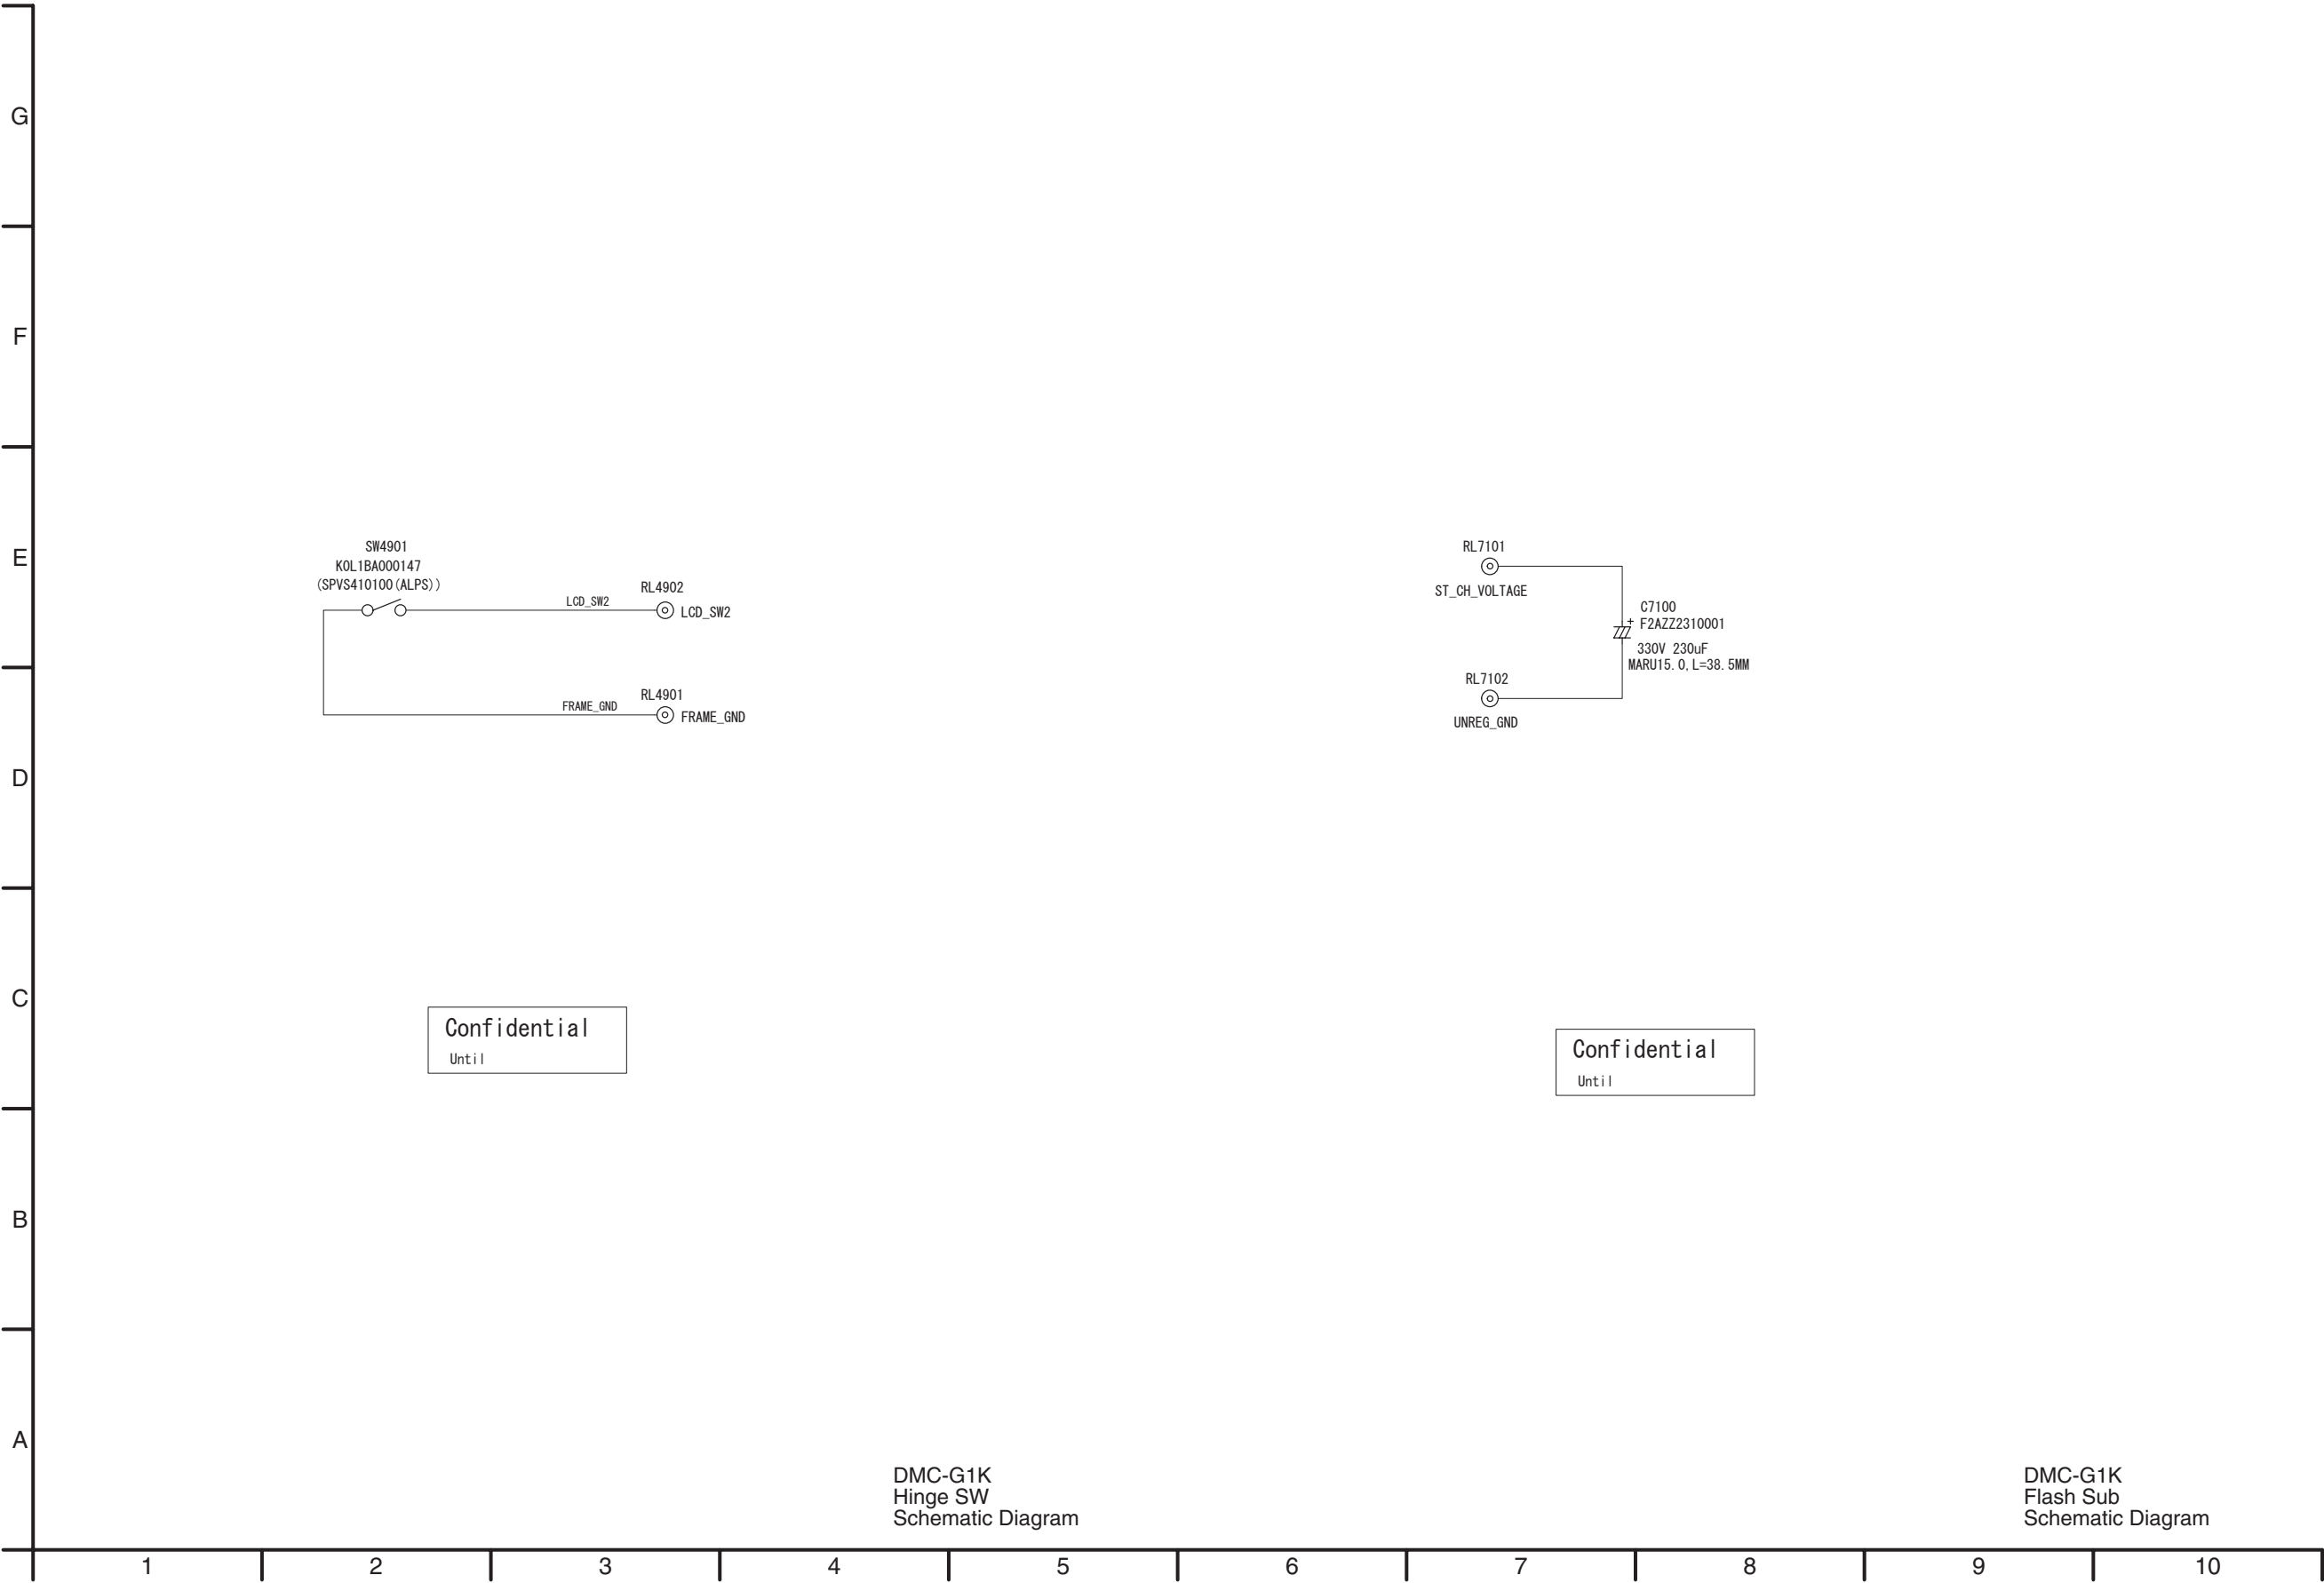 G
F
E
D
C
B
A
SW4901
K0L1BA000147
(SPVS410100(ALPS))
LCD_SW2
RL4902
LCD_SW2
FRAME_GND
RL4901
FRAME_GND
Confidential
Until
DMC-G1K
Hinge SW
Schematic Diagram
RL7101
ST_CH_VOLTAGE
C7100
+
F2AZZ2310001
330V 230uF
MARU15.0,L=38.5MM
RL7102
UNREG_GND
Confidential
Until
DMC-G1K
Flash Sub
Schematic Diagram
1 2 3 4 5 6 7 8 9 10